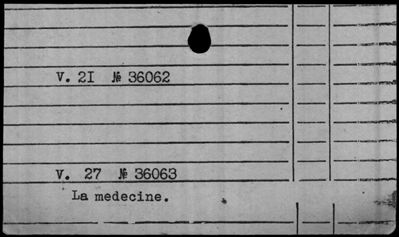 V. 2I № 36062
V. 27 № 36063
La medecine.